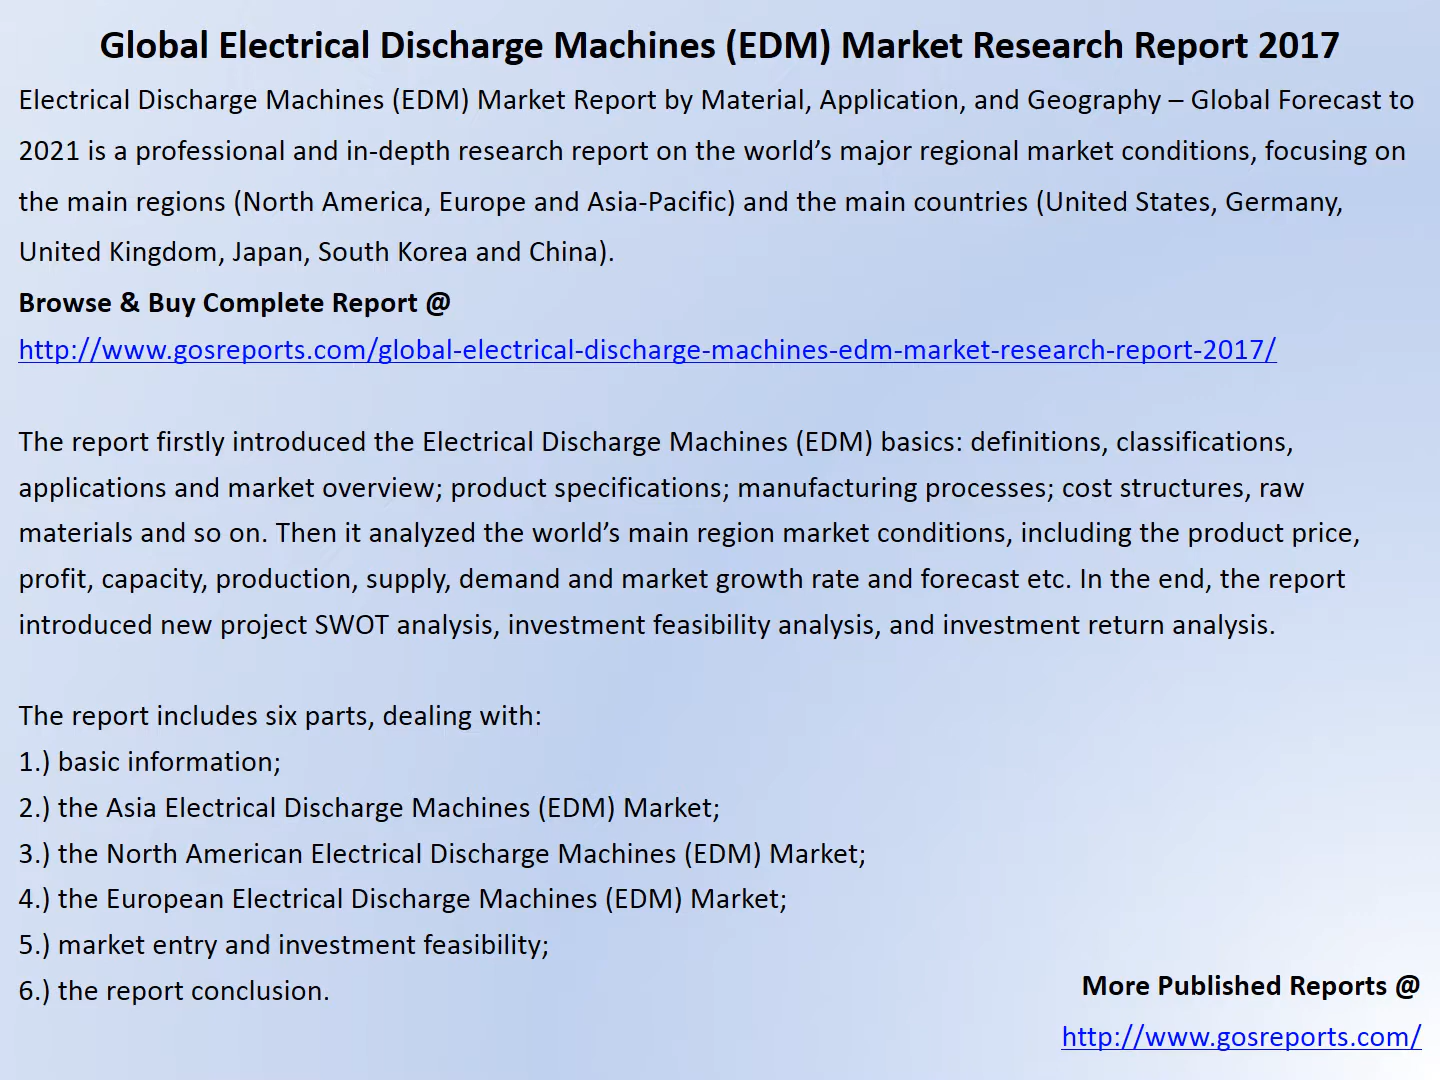 Global Electrical Discharge Machines (EDM) Market Research Report 2017
Electrical Discharge Machines (EDM) Market Report by Material, Application, and Geography – Global Forecast to
2021 is a professional and in-depth research report on the world’s major regional market conditions, focusing on
the main regions (North America, Europe and Asia-Pacific) and the main countries (United States, Germany,
United Kingdom, Japan, South Korea and China).
Browse & Buy Complete Report @
http://www.gosreports.com/global-electrical-discharge-machines-edm-market-research-report-2017/
The report firstly introduced the Electrical Discharge Machines (EDM) basics: definitions, classifications,
applications and market overview; product specifications; manufacturing processes; cost structures, raw
materials and so on. Then it analyzed the world’s main region market conditions, including the product price,
profit, capacity, production, supply, demand and market growth rate and forecast etc. In the end, the report
introduced new project SWOT analysis, investment feasibility analysis, and investment return analysis.
The report includes six parts, dealing with:
1.) basic information;
2.) the Asia Electrical Discharge Machines (EDM) Market;
3.) the North American Electrical Discharge Machines (EDM) Market;
4.) the European Electrical Discharge Machines (EDM) Market;
5.) market entry and investment feasibility;
6.) the report conclusion.
More Published Reports @
http://www.gosreports.com/